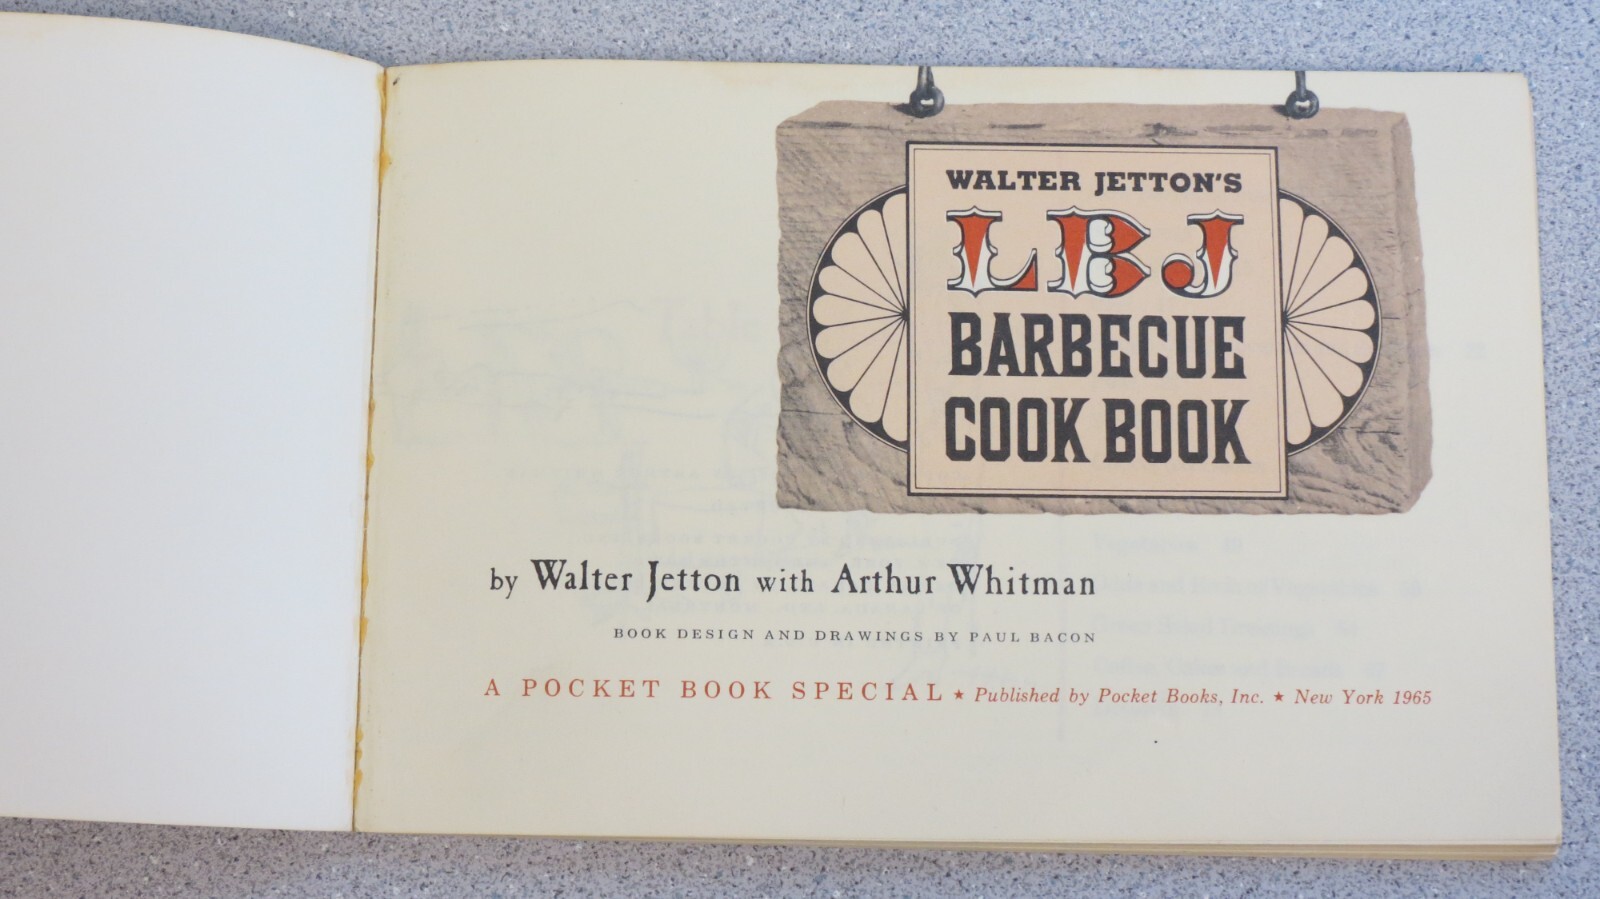 WALTER JETTON'S
LBJ
BARBECUE
COOK BOOK
by Walter Jetton with Arthur Whitman
BOOK DESIGN AND DRAWINGS BY PAUL BACON
A POCKET BOOK SPECIAL ★ Published by Pocket Books, Inc. ★ New York 1965